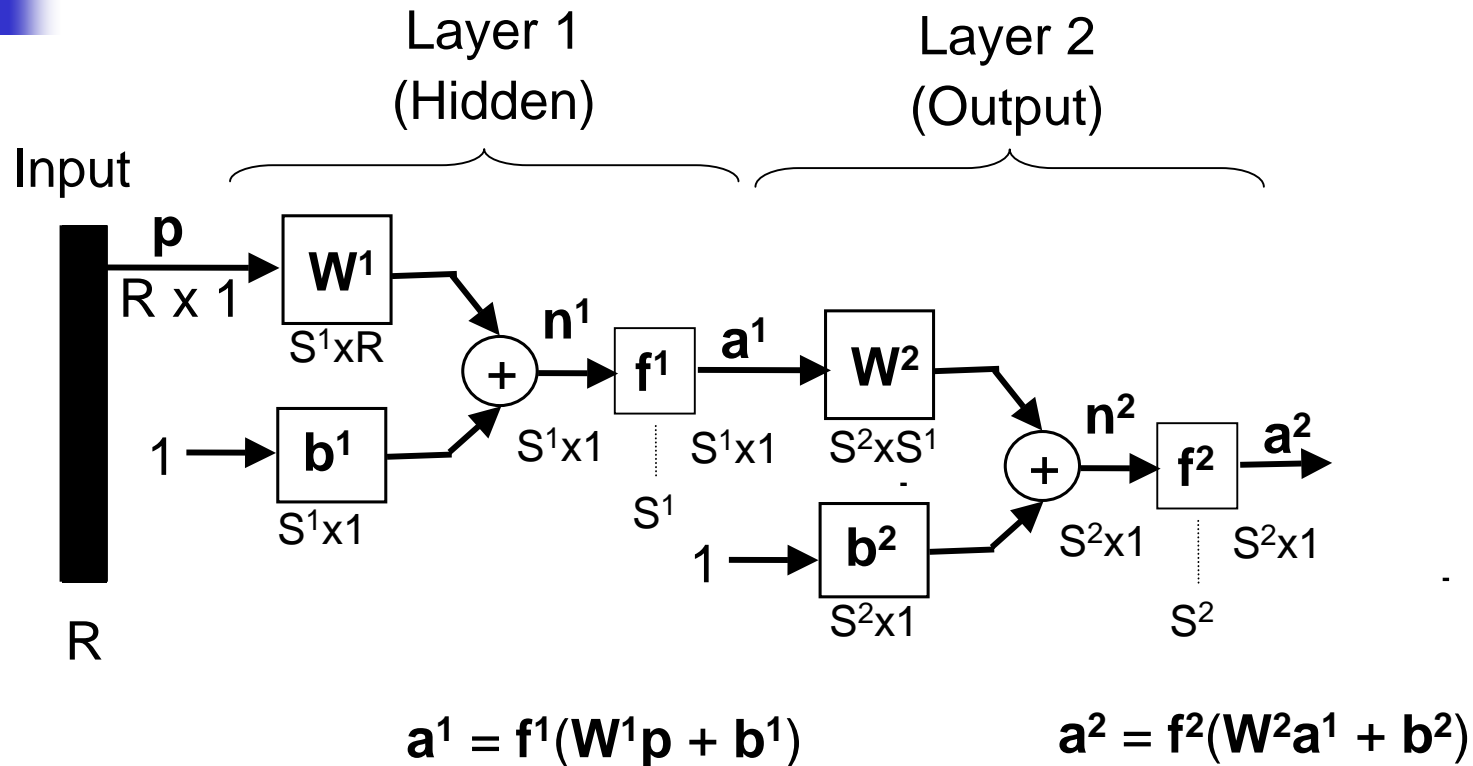 Layer 1
(Hidden)
Layer 2
(Output)
Input
p
R x 1
W¹
S¹xR
1
b¹
S¹x1
+
n¹
S¹x1
f¹
S¹
a¹
S¹x1
W²
S²xS¹
-
1
b²
S²x1
+
n²
S²x1
f²
S²
a²
S²x1
-
R
a¹ = f¹(W¹p + b¹)
a² = f²(W²a¹ + b²)